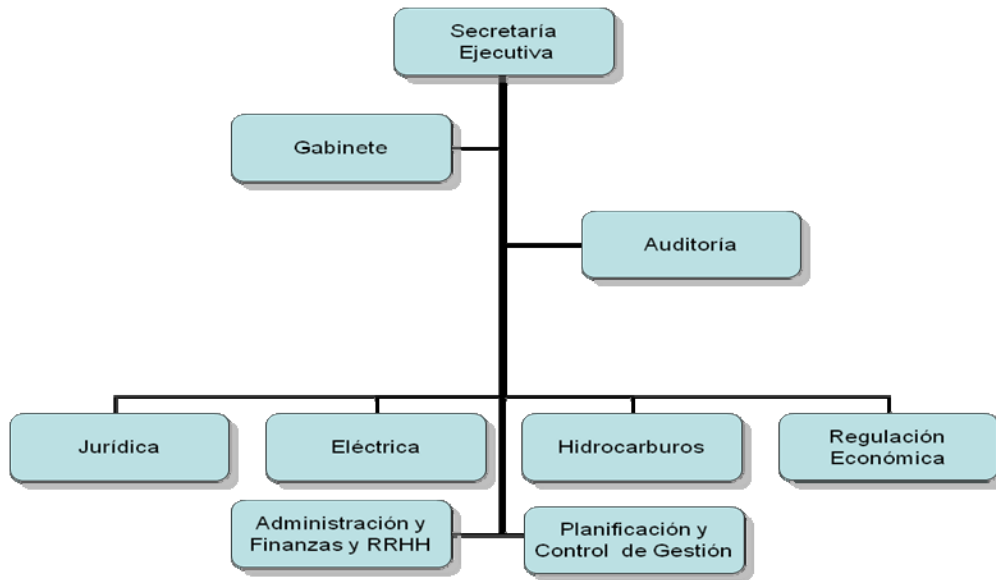 Secretaría
Ejecutiva
Gabinete
Auditoría
Jurídica
Eléctrica
Hidrocarburos
Regulación
Económica
Administración y
Finanzas y RRHH
Planificación y
Control de Gestión